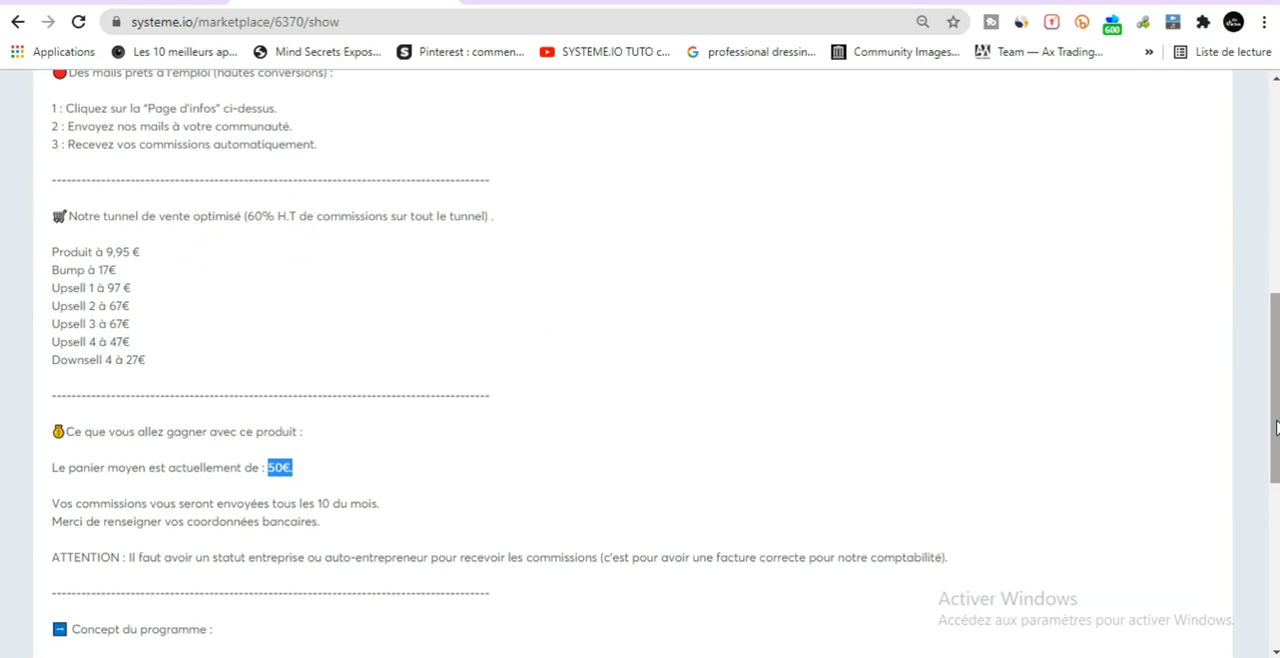 systeme.io/marketplace/6370/show
Applications
Les 10 meilleurs ap...
Mind Secrets Expos...
Pinterest : commen...
SYSTEME.IO TUTO c...
professional dressin...
Community Images...
Team — Ax Trading...
»
Liste de lecture
600
Des mails prêts à l'emploi (hautes conversions) :
1 : Cliquez sur la "Page d'infos" ci-dessus.
2 : Envoyez nos mails à votre communauté.
3 : Recevez vos commissions automatiquement.
Notre tunnel de vente optimisé (60% H.T de commissions sur tout le tunnel) .
Produit à 9,95 €
Bump à 17€
Upsell 1 à 97 €
Upsell 2 à 67€
Upsell 3 à 67€
Upsell 4 à 47€
Downsell 4 à 27€
Ce que vous allez gagner avec ce produit :
Le panier moyen est actuellement de : 50€.
Vos commissions vous seront envoyées tous les 10 du mois.
Merci de renseigner vos coordonnées bancaires.
ATTENTION : Il faut avoir un statut entreprise ou auto-entrepreneur pour recevoir les commissions (c'est pour avoir une facture correcte pour notre comptabilité).
Activer Windows
Accédez aux paramètres pour activer Windows.
Concept du programme :